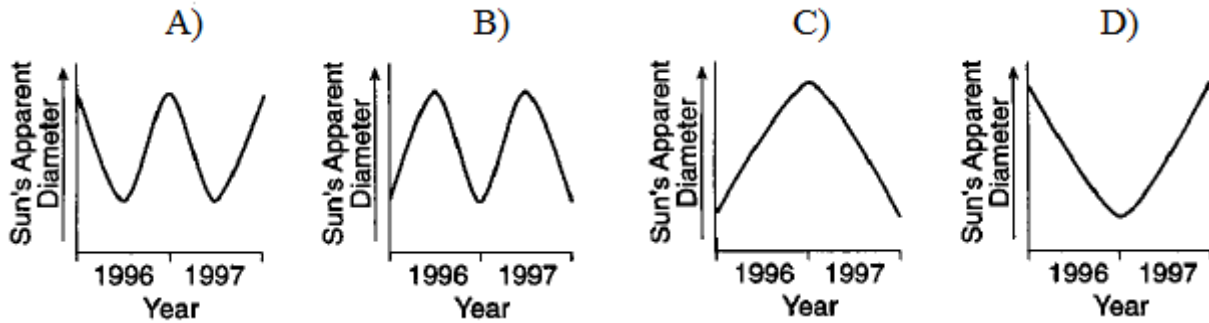 A)
B)
C)
D)
Sun's Apparent
Diameter
1996 1997
Year
Sun's Apparent
Diameter
1996 1997
Year
Sun's Apparent
Diameter
1996 1997
Year
Sun's Apparent
Diameter
1996 1997
Year